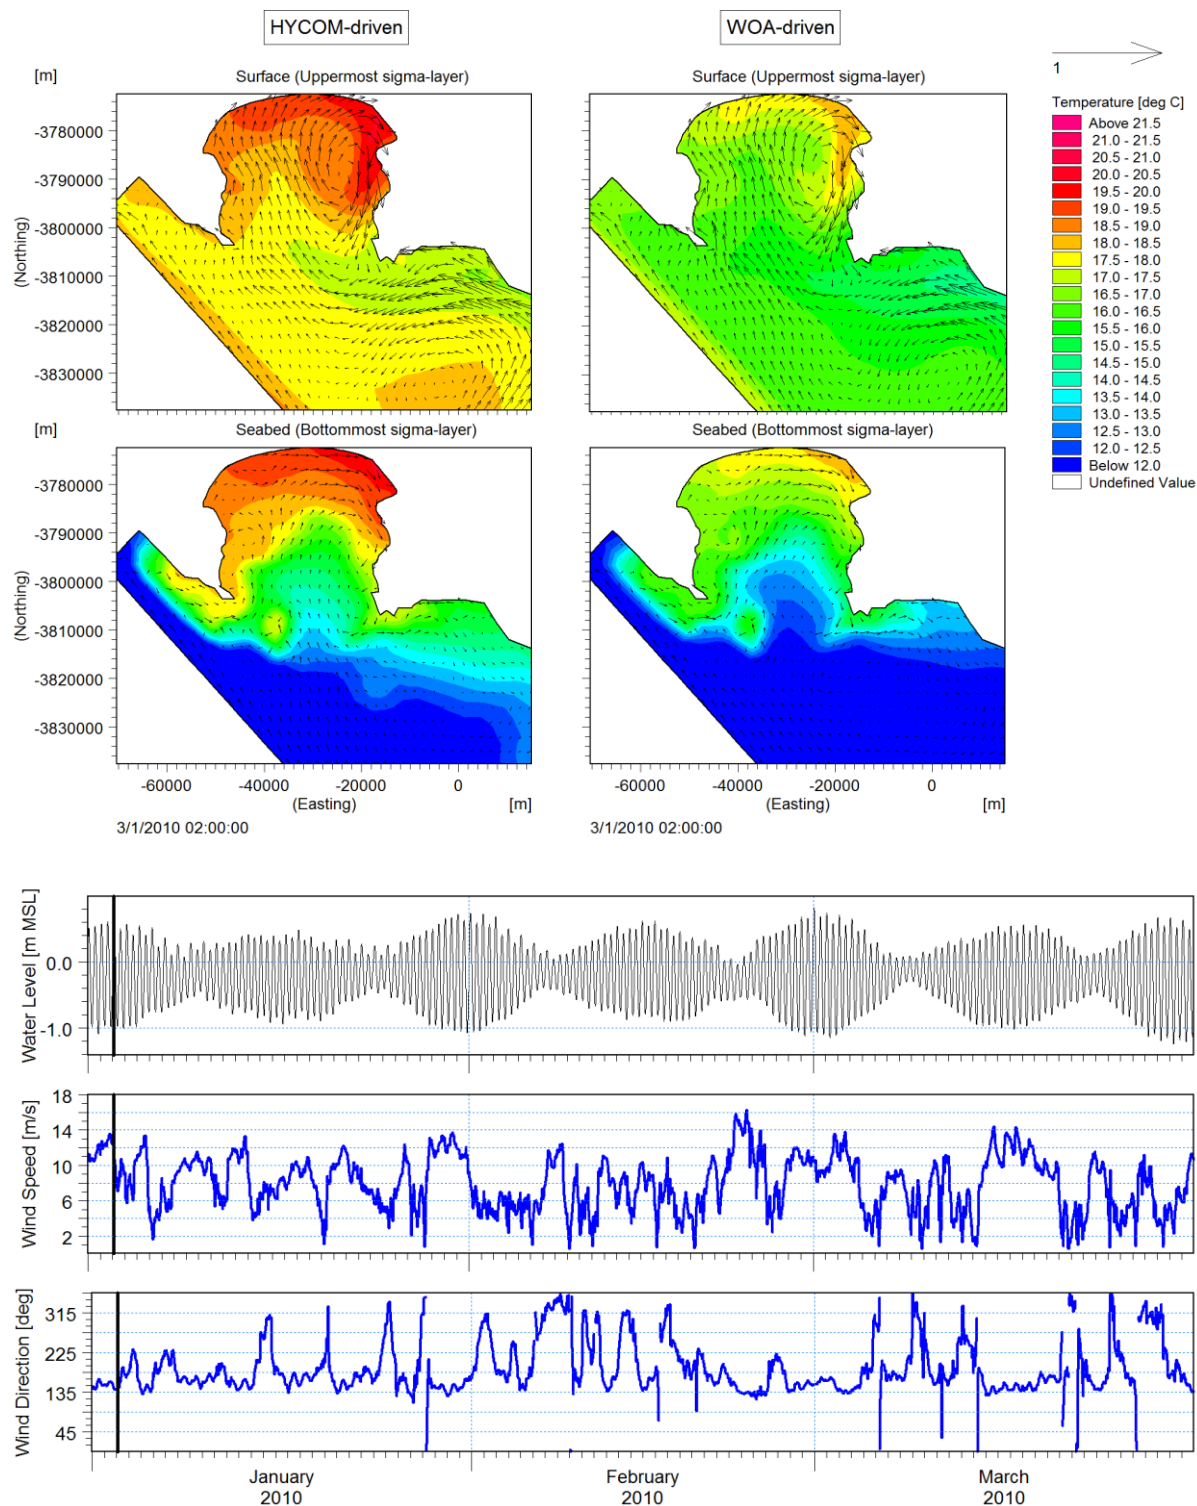 HYCOM-driven
WOA-driven
1
[m]
Surface (Uppermost sigma-layer)
Surface (Uppermost sigma-layer)
Temperature [deg C]
Above 21.5
21.0 - 21.5
20.5 - 21.0
20.0 - 20.5
19.5 - 20.0
19.0 - 19.5
18.5 - 19.0
18.0 - 18.5
17.5 - 18.0
17.0 - 17.5
16.5 - 17.0
16.0 - 16.5
15.5 - 16.0
15.0 - 15.5
14.5 - 15.0
14.0 - 14.5
13.5 - 14.0
13.0 - 13.5
12.5 - 13.0
12.0 - 12.5
Below 12.0
Undefined Value
(Northing)
-3780000
-3790000
-3800000
-3810000
-3820000
-3830000
[m]
Seabed (Bottommost sigma-layer)
Seabed (Bottommost sigma-layer)
(Northing)
-3780000
-3790000
-3800000
-3810000
-3820000
-3830000
-60000 -40000 -20000 0
(Easting) [m]
-60000 -40000 -20000 0
(Easting) [m]
3/1/2010 02:00:00
3/1/2010 02:00:00
Water Level [m MSL]
0.0
-1.0
Wind Speed [m/s]
18
14
10
6
2
Wind Direction [deg]
315
225
135
45
January February March
2010 2010 2010